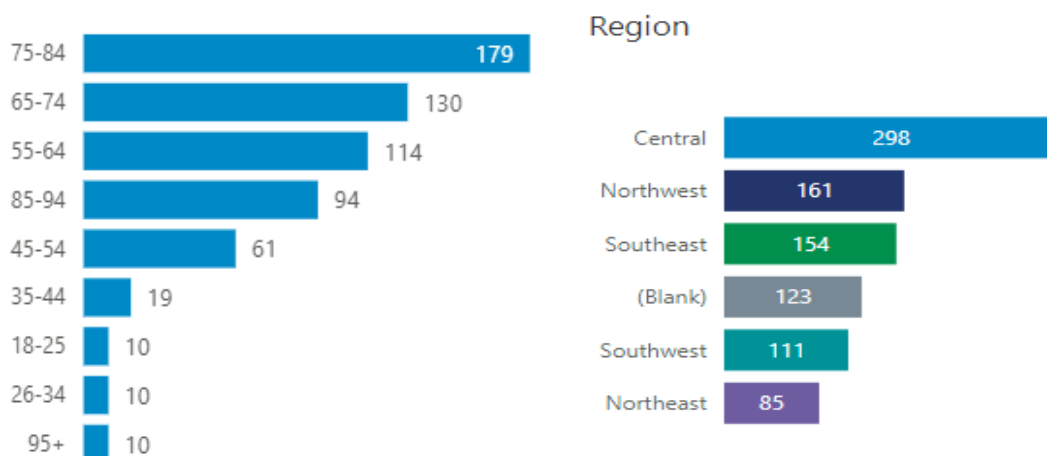 75-84 179
65-74 130
55-64 114
85-94 94
45-54 61
35-44 19
18-25 10
26-34 10
95+ 10
Region
Central 298
Northwest 161
Southeast 154
(Blank) 123
Southwest 111
Northeast 85